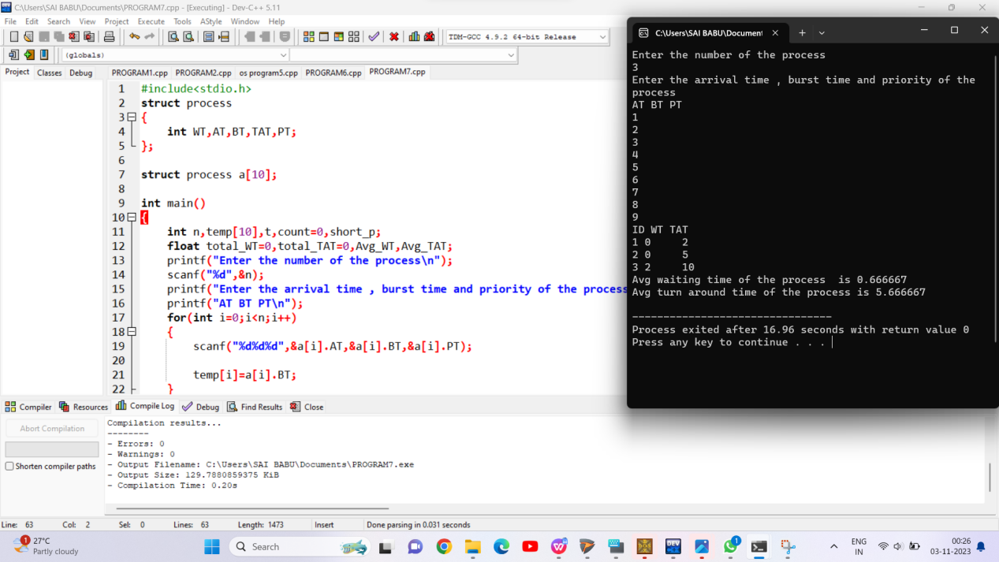 C:\Users\SAI BABU\Documents\PROGRAM7.cpp - [Executing] - Dev-C++ 5.11
File Edit Search View Project Execute Tools AStyle Window Help
TDM-GCC 4.9.2 64-bit Release
(globals)
Project Classes Debug
PROGRAM1.cpp PROGRAM2.cpp os program5.cpp PROGRAM6.cpp PROGRAM7.cpp
1 #include<stdio.h>
2 struct process
3 {
4 int WT,AT,BT,TAT,PT;
5 };
6
7 struct process a[10];
8
9 int main()
10 {
11 int n,temp[10],t,count=0,short_p;
12 float total_WT=0,total_TAT=0,Avg_WT,Avg_TAT;
13 printf("Enter the number of the process\n");
14 scanf("%d",&n);
15 printf("Enter the arrival time , burst time and priority of the process
16 printf("AT BT PT\n");
17 for(int i=0;i<n;i++)
18 {
19 scanf("%d%d%d",&a[i].AT,&a[i].BT,&a[i].PT);
20
21 temp[i]=a[i].BT;
22 }
C:\Users\SAI BABU\Document
Enter the number of the process
3
Enter the arrival time , burst time and priority of the
process
AT BT PT
1
2
3
4
5
6
7
8
9
ID WT TAT
1 0 2
2 0 5
3 2 10
Avg waiting time of the process  is 0.666667
Avg turn around time of the process is 5.666667
--------------------------------
Process exited after 16.96 seconds with return value 0
Press any key to continue . . .
Compiler Resources Compile Log Debug Find Results Close
Abort Compilation
Shorten compiler paths
Compilation results...
--------
- Errors: 0
- Warnings: 0
- Output Filename: C:\Users\SAI BABU\Documents\PROGRAM7.exe
- Output Size: 129.7880859375 KiB
- Compilation Time: 0.20s
Line: 63 Col: 2 Sel: 0 Lines: 63 Length: 1473 Insert Done parsing in 0.031 seconds
1
27°C
Partly cloudy
Search
DEV
1
ENG
IN
00:26
03-11-2023